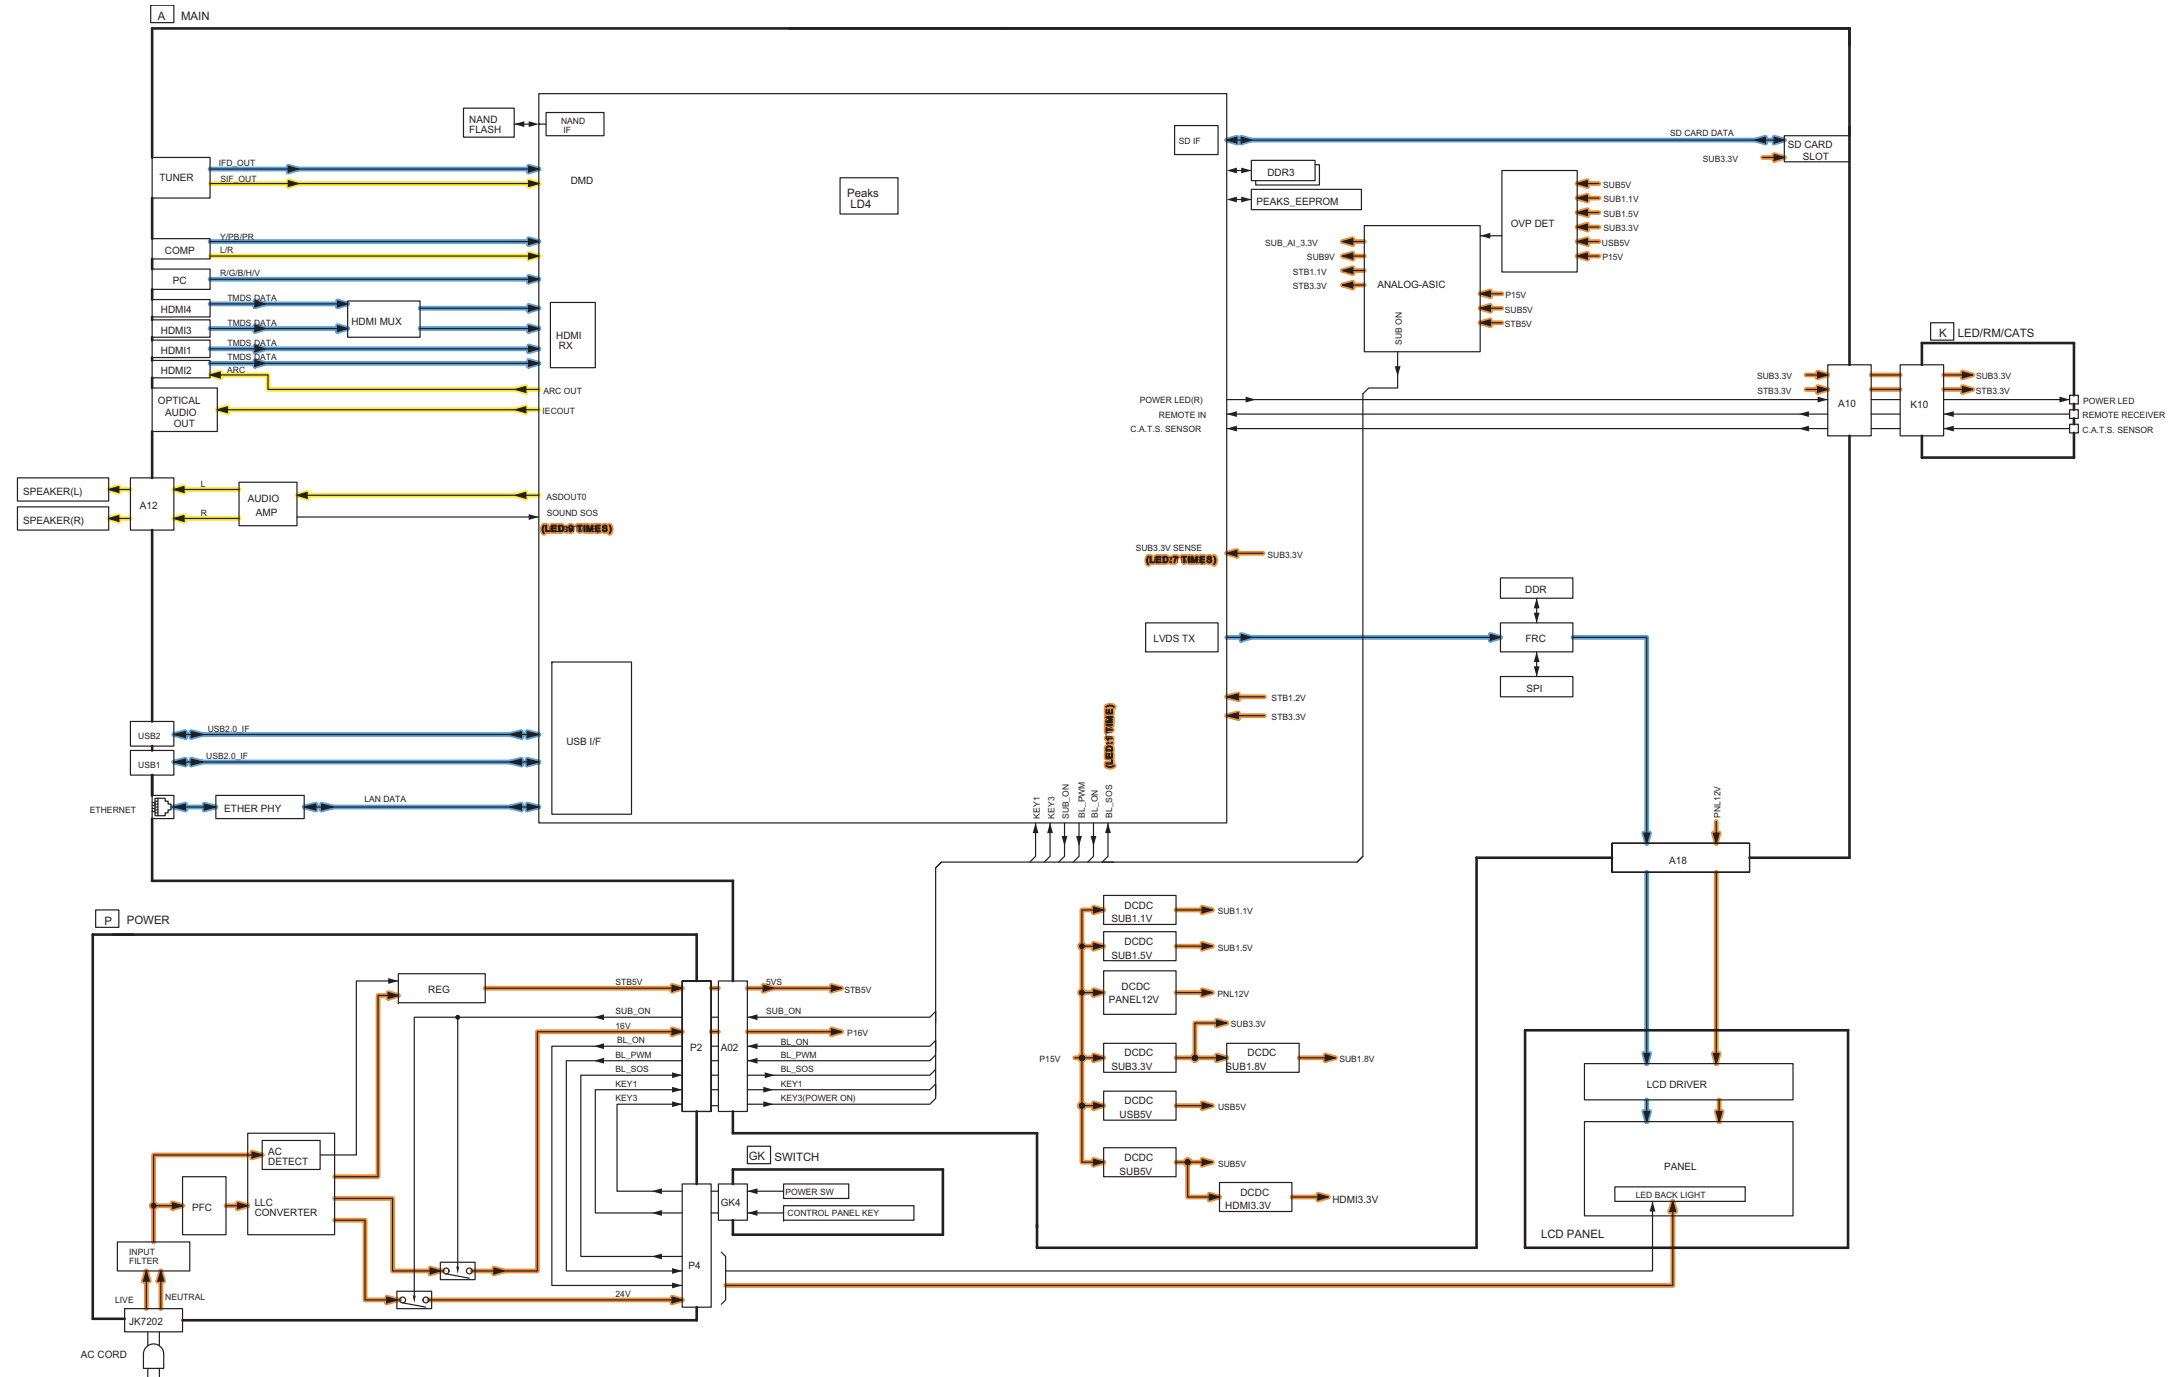 A MAIN
NAND
FLASH
NAND
IF
TUNER
IFD_OUT
SIF_OUT
DMD
Peaks
LD4
SD IF
SD CARD DATA
SD CARD
SLOT
SUB3.3V
DDR3
PEAKS_EEPROM
OVP DET
SUB5V
SUB1.1V
SUB1.5V
SUB3.3V
USB5V
P15V
COMP
Y/PB/PR
L/R
PC
R/G/B/H/V
HDMI4
TMDS DATA
HDMI3
TMDS DATA
HDMI1
TMDS DATA
HDMI2
TMDS DATA
ARC
HDMI MUX
HDMI
RX
ARC OUT
IECOUT
OPTICAL
AUDIO
OUT
SUB_AI_3.3V
SUB9V
STB1.1V
STB3.3V
ANALOG-ASIC
SUB ON
P15V
SUB5V
STB5V
K LED/RM/CATS
SUB3.3V
STB3.3V
A10
K10
SUB3.3V
STB3.3V
POWER LED(R)
REMOTE IN
C.A.T.S. SENSOR
POWER LED
REMOTE RECEIVER
C.A.T.S. SENSOR
SPEAKER(L)
SPEAKER(R)
A12
L
R
AUDIO
AMP
ASDOUT0
SOUND SOS
(LED:9 TIMES)
SUB3.3V SENSE
(LED:7 TIMES)
SUB3.3V
DDR
LVDS TX
FRC
SPI
STB1.2V
STB3.3V
USB2
USB2.0_IF
USB1
USB2.0_IF
USB I/F
ETHERNET
ETHER PHY
LAN DATA
(LED:1 TIME)
KEY1
KEY3
SUB_ON
BL_PWM
BL_ON
BL_SOS
PNL12V
A18
P POWER
REG
STB5V
SUB_ON
16V
BL_ON
BL_PWM
BL_SOS
KEY1
KEY3
P2
A02
5VS
STB5V
SUB_ON
P16V
BL_ON
BL_PWM
BL_SOS
KEY1
KEY3(POWER ON)
DCDC
SUB1.1V
SUB1.1V
DCDC
SUB1.5V
SUB1.5V
DCDC
PANEL12V
PNL12V
SUB3.3V
P15V
DCDC
SUB3.3V
DCDC
SUB1.8V
SUB1.8V
DCDC
USB5V
USB5V
DCDC
SUB5V
SUB5V
DCDC
HDMI3.3V
HDMI3.3V
AC
DETECT
LLC
CONVERTER
PFC
INPUT
FILTER
LIVE
NEUTRAL
JK7202
AC CORD
24V
GK SWITCH
GK4
POWER SW
CONTROL PANEL KEY
P4
LCD DRIVER
PANEL
LED BACK LIGHT
LCD PANEL